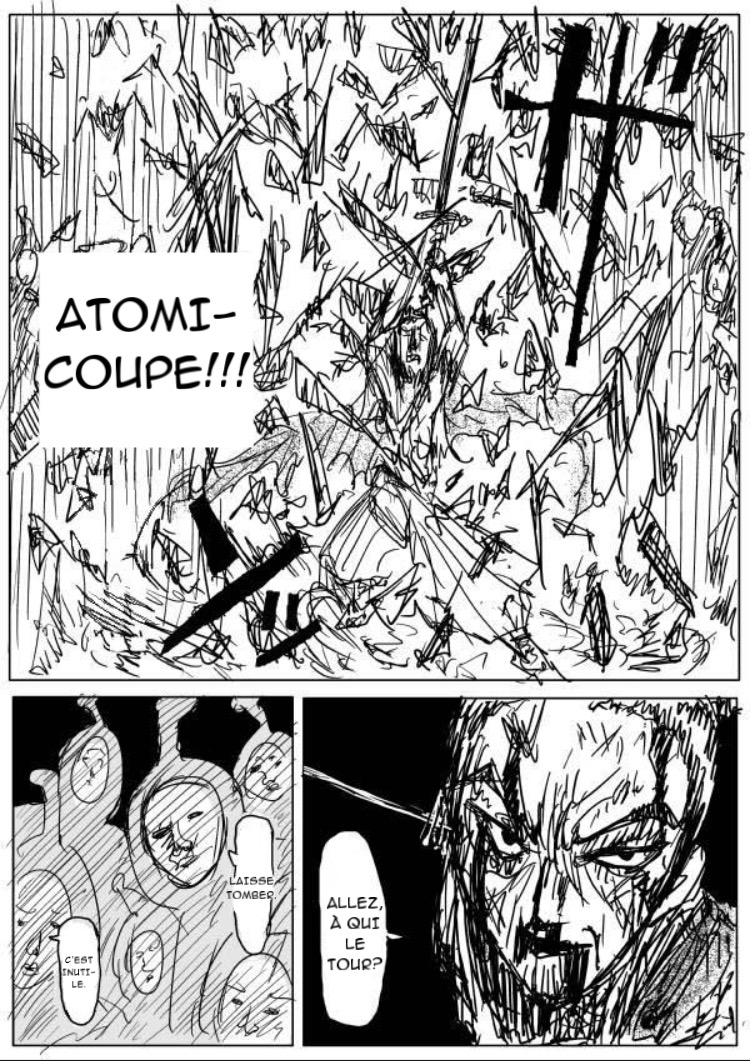 ATOMI-
COUPE!!!
ALLEZ,
À QUI
LE
TOUR?
LAISSE
TOMBER.
C'EST
INUTI-
LE.